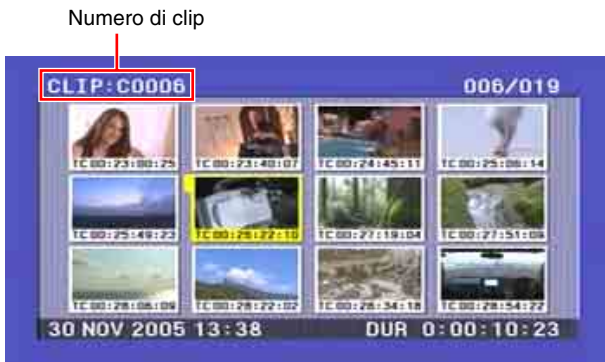 Numero di clip
CLIP:C0006 006/019
TC 00:23:00:25 TC 00:23:40:07 TC 00:24:45:11 TC 00:25:06:14
TC 00:25:49:23 TC 00:26:22:10 TC 00:27:19:04 TC 00:27:51:09
TC 00:28:06:09 TC 00:28:22:02 TC 00:28:34:18 TC 00:28:54:22
30 NOV 2005 13:38 DUR 0:00:10:23